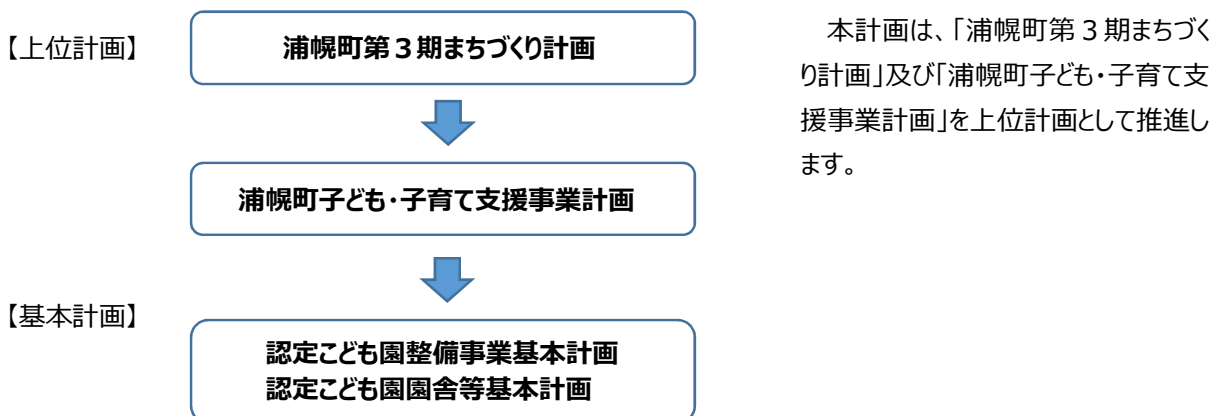 【上位計画】
浦幌町第３期まちづくり計画
浦幌町子ども・子育て支援事業計画
【基本計画】
認定こども園整備事業基本計画
認定こども園園舎等基本計画
本計画は、「浦幌町第３期まちづく
り計画」及び「浦幌町子ども・子育て支
援事業計画」を上位計画として推進し
ます。